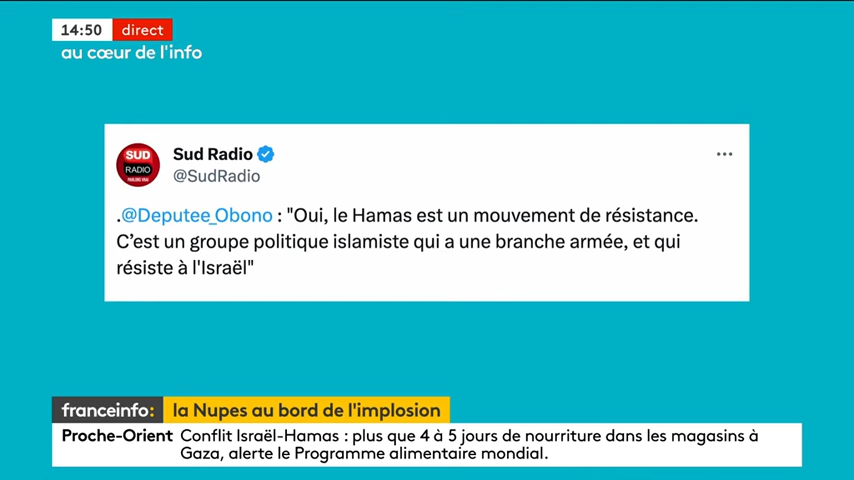 14:50 direct
au cœur de l'info
SUD
RADIO
PARLONS VRAI
Sud Radio
@SudRadio
.@Deputee_Obono : "Oui, le Hamas est un mouvement de résistance.
C’est un groupe politique islamiste qui a une branche armée, et qui
résiste à l'Israël"
franceinfo: la Nupes au bord de l'implosion
Proche-Orient Conflit Israël-Hamas : plus que 4 à 5 jours de nourriture dans les magasins à
Gaza, alerte le Programme alimentaire mondial.